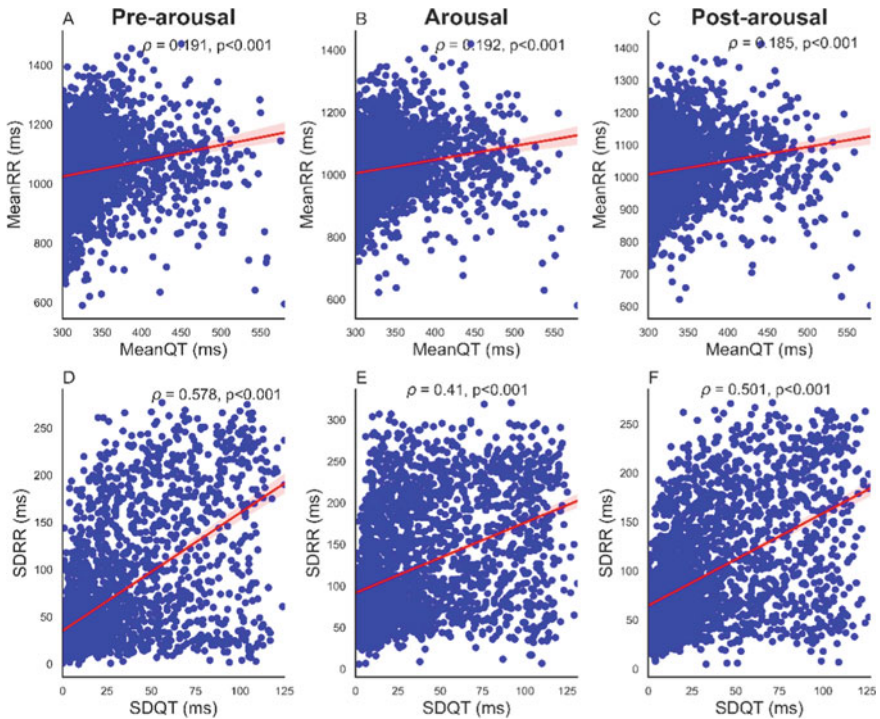 A Pre-arousal
ρ = 0.191, p<0.001
MeanRR (ms)
1400
1200
1000
800
600
300 350 400 450 500 550
MeanQT (ms)
B Arousal
ρ = 0.192, p<0.001
MeanRR (ms)
1400
1200
1000
800
600
300 350 400 450 500 550
MeanQT (ms)
C Post-arousal
ρ = 0.185, p<0.001
MeanRR (ms)
1400
1300
1200
1100
1000
900
800
700
600
300 350 400 450 500 550
MeanQT (ms)
D
ρ = 0.578, p<0.001
SDRR (ms)
250
200
150
100
50
0
0 25 50 75 100 125
SDQT (ms)
E
ρ = 0.41, p<0.001
SDRR (ms)
300
250
200
150
100
50
0
0 25 50 75 100 125
SDQT (ms)
F
ρ = 0.501, p<0.001
SDRR (ms)
250
200
150
100
50
0
0 25 50 75 100 125
SDQT (ms)